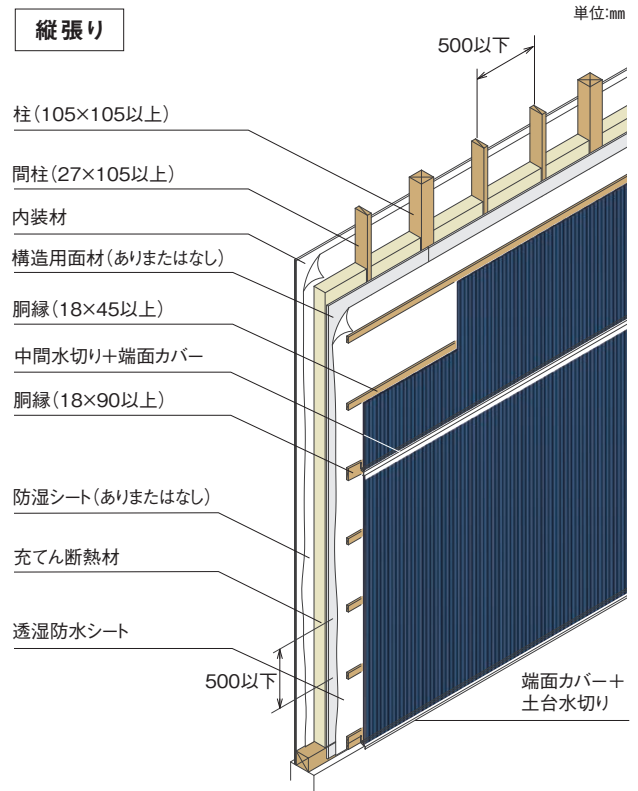 縦張り
単位:㎜
500以下
柱(105×105以上)
間柱(27×105以上)
内装材
構造用面材(ありまたはなし)
胴縁(18×45以上)
中間水切り+端面カバー
胴縁(18×90以上)
防湿シート(ありまたはなし)
充てん断熱材
透湿防水シート
500以下
端面カバー+
土台水切り